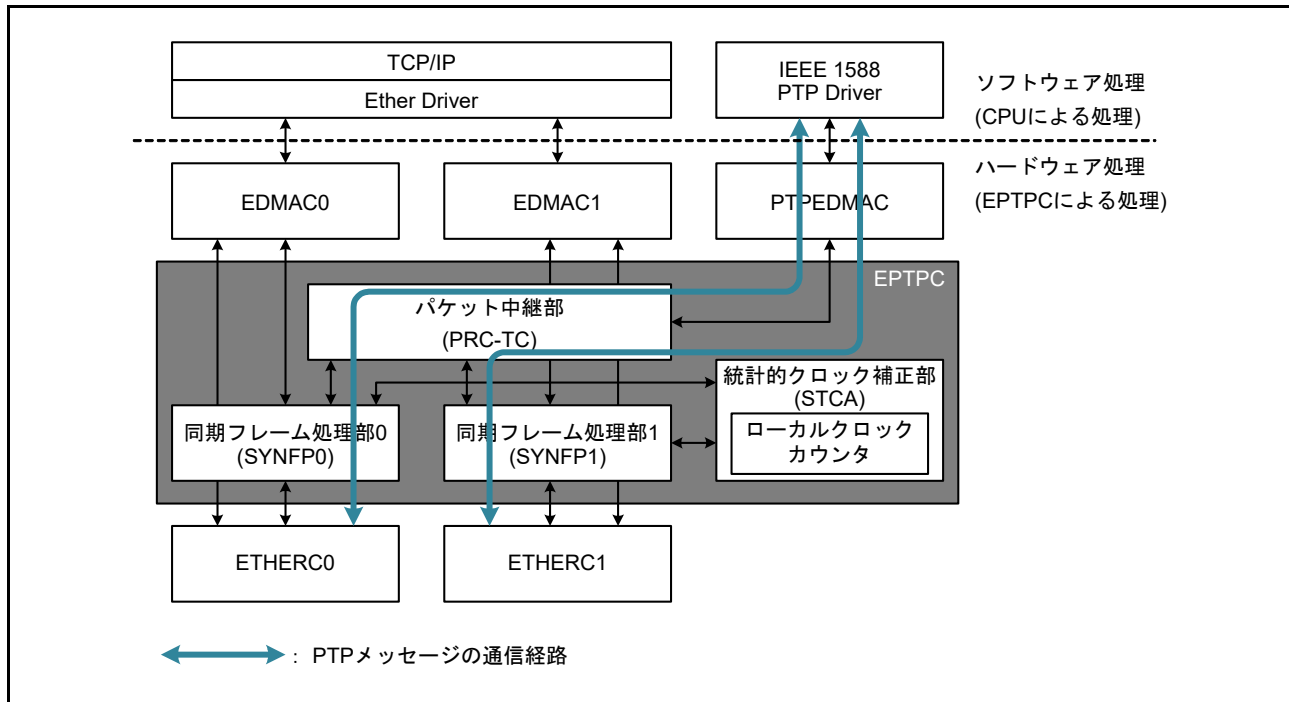 TCP/IP
Ether Driver
IEEE 1588
PTP Driver
ソフトウェア処理
(CPUによる処理)
ハードウェア処理
(EPTPCによる処理)
EDMAC0
EDMAC1
PTPEDMAC
EPTPC
パケット中継部
(PRC-TC)
統計的クロック補正部
(STCA)
ローカルクロック
カウンタ
同期フレーム処理部0
(SYNFP0)
同期フレーム処理部1
(SYNFP1)
ETHERC0
ETHERC1
: PTPメッセージの通信経路